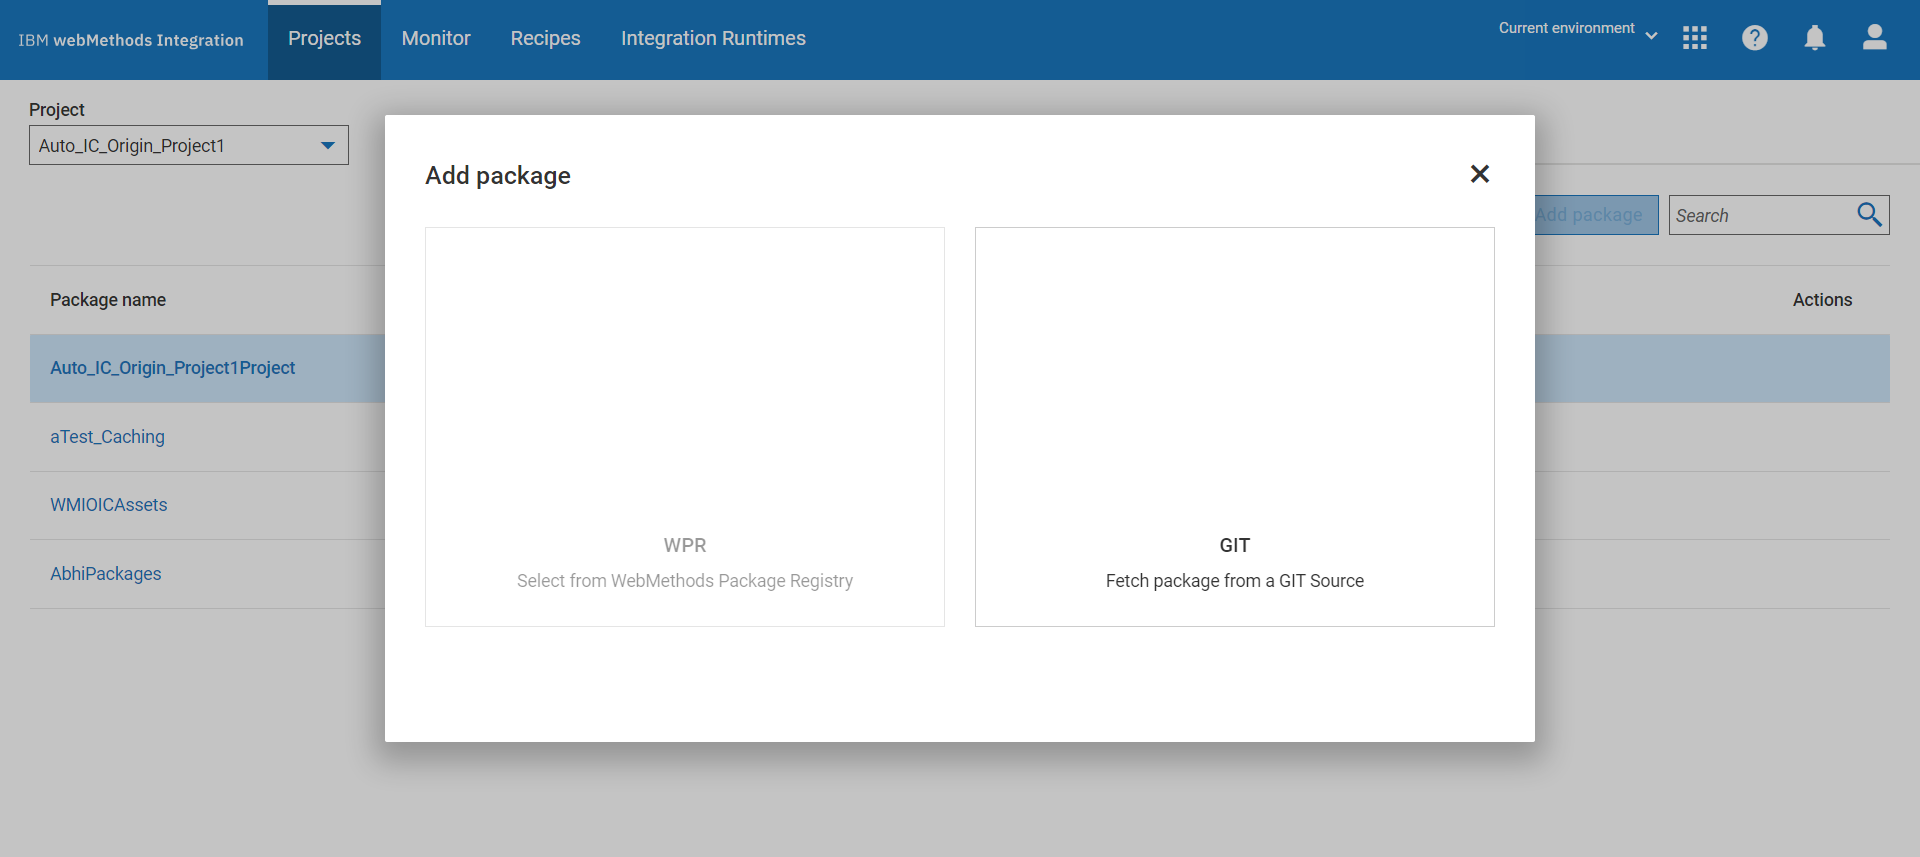 IBM webMethods Integration
Projects
Monitor
Recipes
Integration Runtimes
Current environment
Project
Auto_IC_Origin_Project1
Add package
Add package
Search
Package name
Actions
Auto_IC_Origin_Project1Project
aTest_Caching
WMIOICAssets
AbhiPackages
WPR
Select from WebMethods Package Registry
GIT
Fetch package from a GIT Source